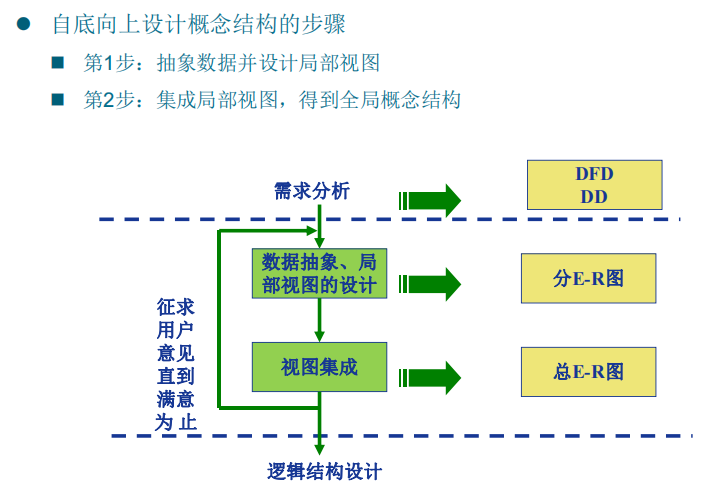 自底向上设计概念结构的步骤
第1步：抽象数据并设计局部视图
第2步：集成局部视图，得到全局概念结构
需求分析
DFD
DD
数据抽象、局
部视图的设计
分E-R图
征求
用户
意见
直到
满意
为 止
视图集成
总E-R图
逻辑结构设计